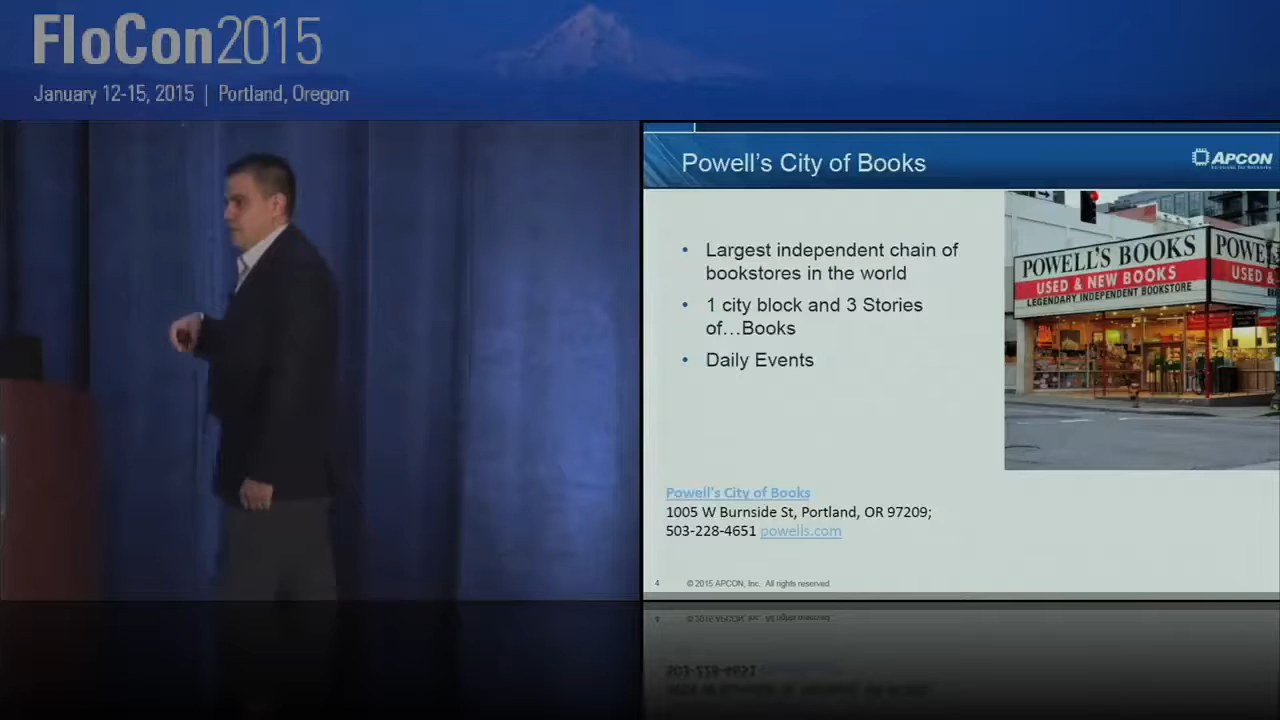 FloCon2015
January 12-15, 2015 | Portland, Oregon
Powell's City of Books
APCON
• Largest independent chain of
bookstores in the world
• 1 city block and 3 Stories
of…Books
• Daily Events
POWELL'S BOOKS
USED & NEW BOOKS
LEGENDARY INDEPENDENT BOOKSTORE
POWE
USED &
Powell's City of Books
1005 W Burnside St, Portland, OR 97209;
503-228-4651 powells.com
4 © 2015 APCON, Inc. All rights reserved.